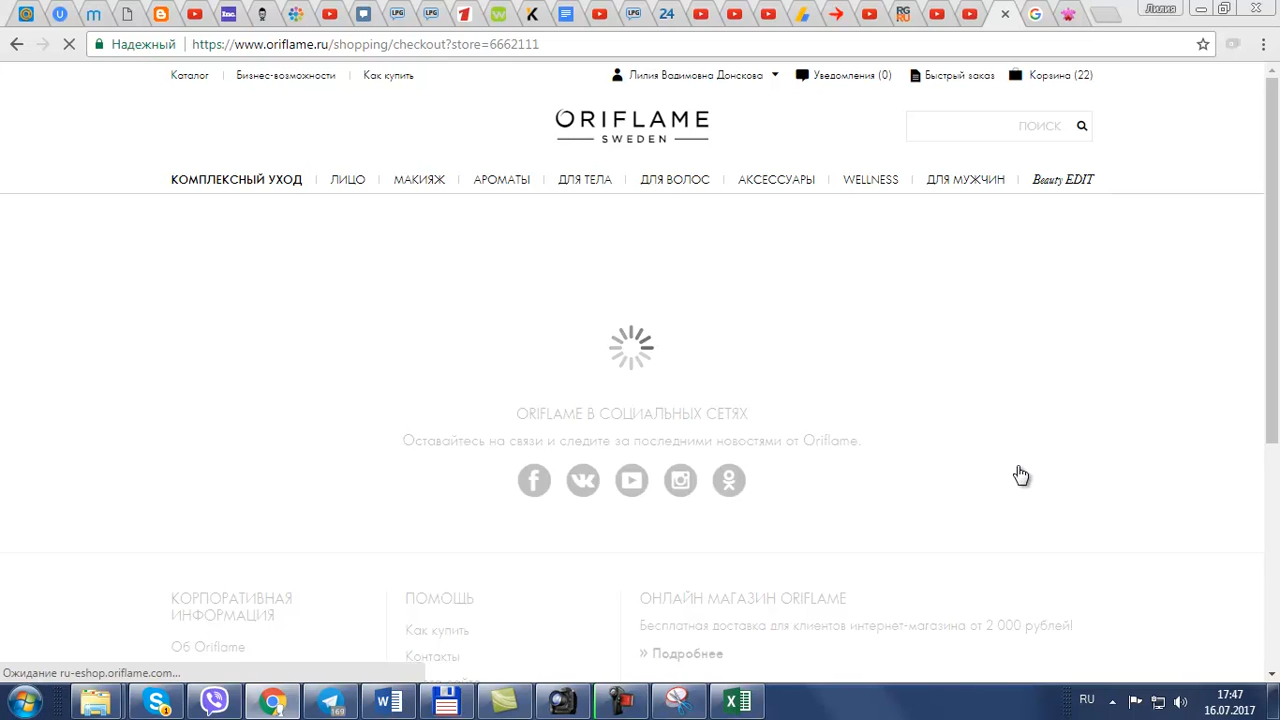 Лилия
Надежный
https://www.oriflame.ru/shopping/checkout?store=6662111
Каталог
Бизнес-возможности
Как купить
Лилия Вадимовна Донскова
Уведомления (0)
Быстрый заказ
Корзина (22)
ORIFLAME
SWEDEN
ПОИСК
КОМПЛЕКСНЫЙ УХОД
ЛИЦО
МАКИЯЖ
АРОМАТЫ
ДЛЯ ТЕЛА
ДЛЯ ВОЛОС
АКСЕССУАРЫ
WELLNESS
ДЛЯ МУЖЧИН
Beauty EDIT
ORIFLAME В СОЦИАЛЬНЫХ СЕТЯХ
Оставайтесь на связи и следите за последними новостями от Oriflame.
КОРПОРАТИВНАЯ
ИНФОРМАЦИЯ
Об Oriflame
ПОМОЩЬ
Как купить
Контакты
ОНЛАЙН МАГАЗИН ORIFLAME
Бесплатная доставка для клиентов интернет-магазина от 2 000 рублей!
» Подробнее
Ожидание ru-eshop.oriflame.com...
169
RU
17:47
16.07.2017